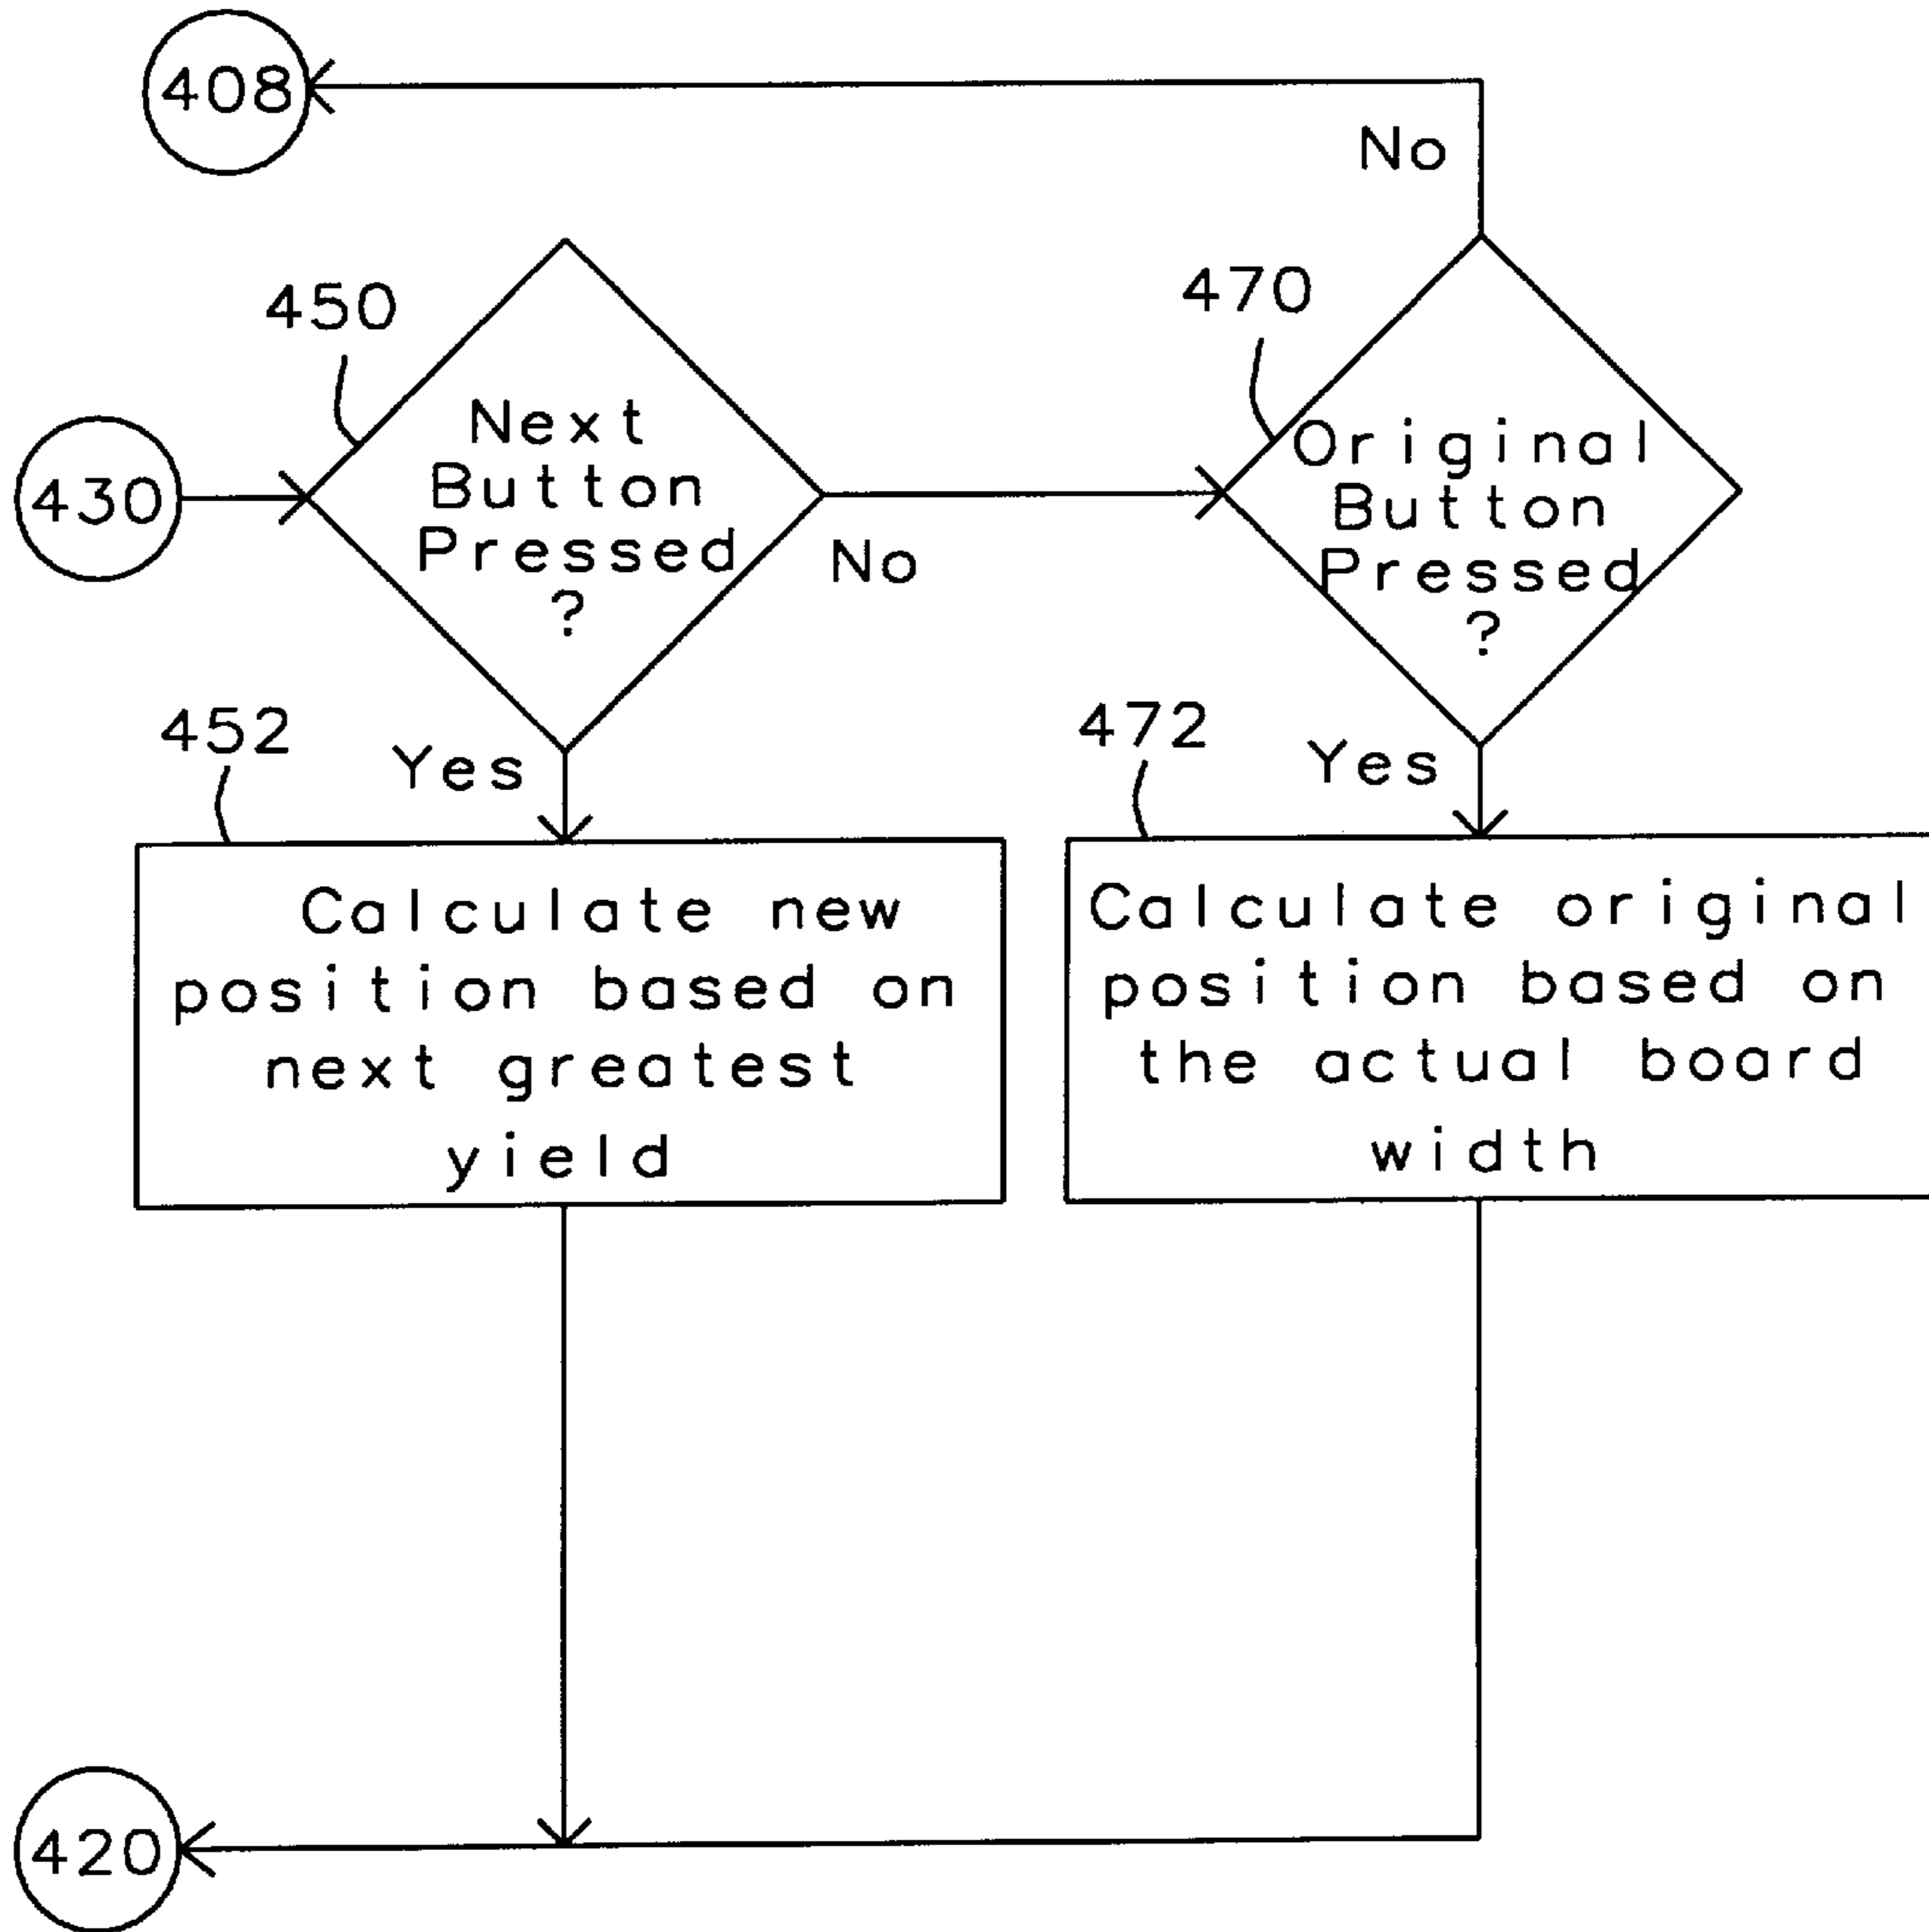 408
No
450
470
430
Next
Button
Pressed
?
No
Original
Button
Pressed
?
452
Yes
472
Yes
Calculate new
position based on
next greatest
yield
Calculate original
position based on
the actual board
width
420